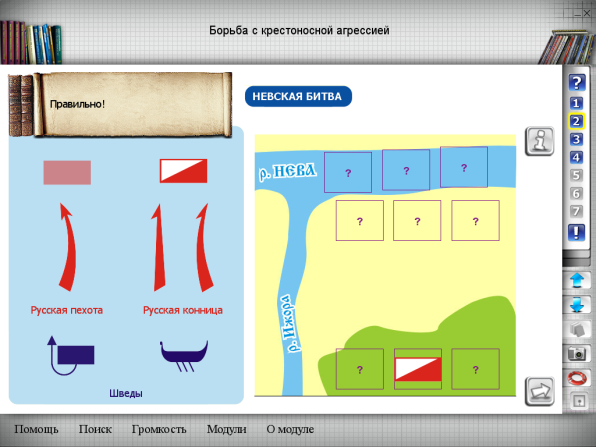 Борьба с крестоносной агрессией
Правильно!
НЕВСКАЯ БИТВА
?
1
2
3
4
5
6
7
!
р. НЕВА
? ? ?
? ? ?
р. Ижора
? ?
Русская пехота
Русская конница
Шведы
Помощь Поиск Громкость Модули О модуле